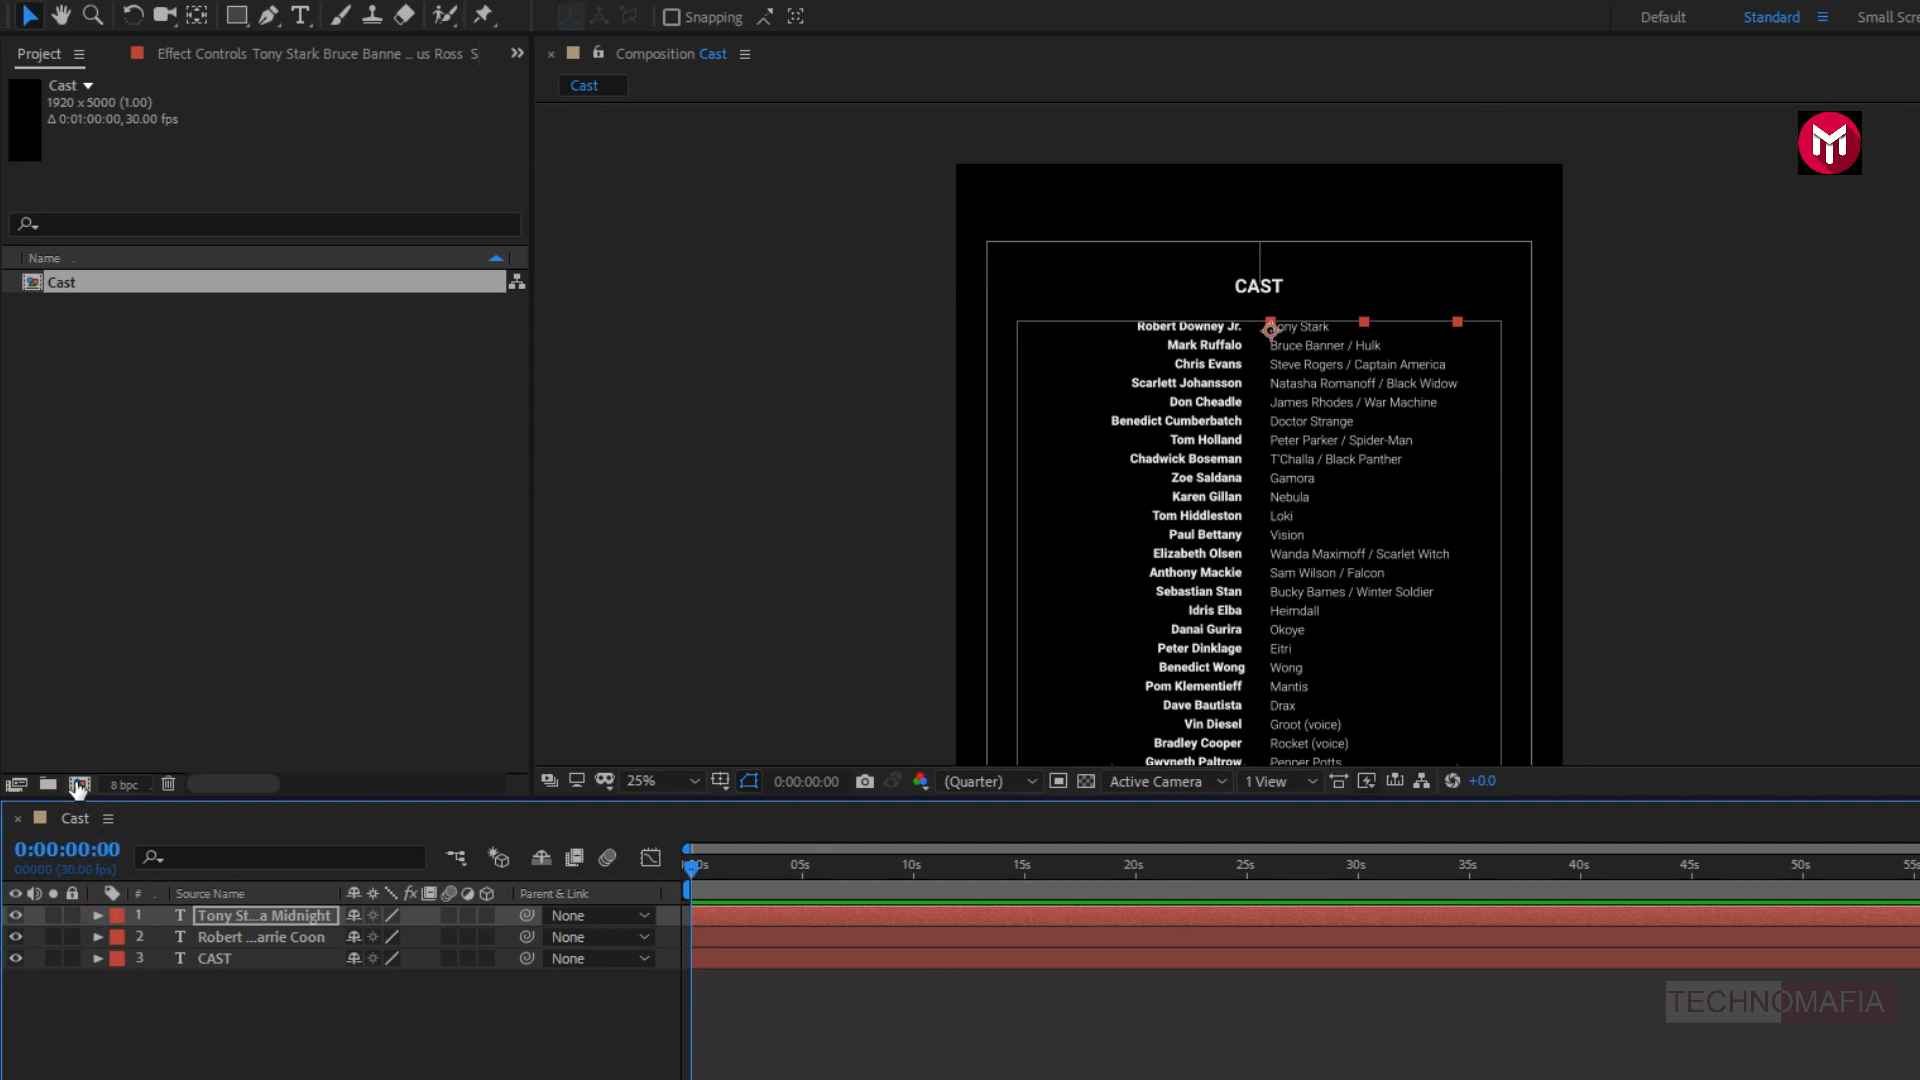 Snapping
Default
Standard
Small Scre
Project
Effect Controls Tony Stark Bruce Banne ... us Ross S
Composition Cast
Cast
Cast
1920 x 5000 (1.00)
Δ 0:01:00:00, 30.00 fps
Name
Cast
CAST
Robert Downey Jr. Tony Stark
Mark Ruffalo Bruce Banner / Hulk
Chris Evans Steve Rogers / Captain America
Scarlett Johansson Natasha Romanoff / Black Widow
Don Cheadle James Rhodes / War Machine
Benedict Cumberbatch Doctor Strange
Tom Holland Peter Parker / Spider-Man
Chadwick Boseman T'Challa / Black Panther
Zoe Saldana Gamora
Karen Gillan Nebula
Tom Hiddleston Loki
Paul Bettany Vision
Elizabeth Olsen Wanda Maximoff / Scarlet Witch
Anthony Mackie Sam Wilson / Falcon
Sebastian Stan Bucky Barnes / Winter Soldier
Idris Elba Heimdall
Danai Gurira Okoye
Peter Dinklage Eitri
Benedict Wong Wong
Pom Klementieff Mantis
Dave Bautista Drax
Vin Diesel Groot (voice)
Bradley Cooper Rocket (voice)
Gwyneth Paltrow Pepper Potts
8 bpc
25%
0:00:00:00
(Quarter)
Active Camera
1 View
+0.0
Cast
0:00:00:00
00000 (30.00 fps)
00s 05s 10s 15s 20s 25s 30s 35s 40s 45s 50s 55s
# Source Name
fx
Parent & Link
1 T Tony St...a Midnight None
2 T Robert ...arrie Coon None
3 T CAST None
TECHNOMAFIA